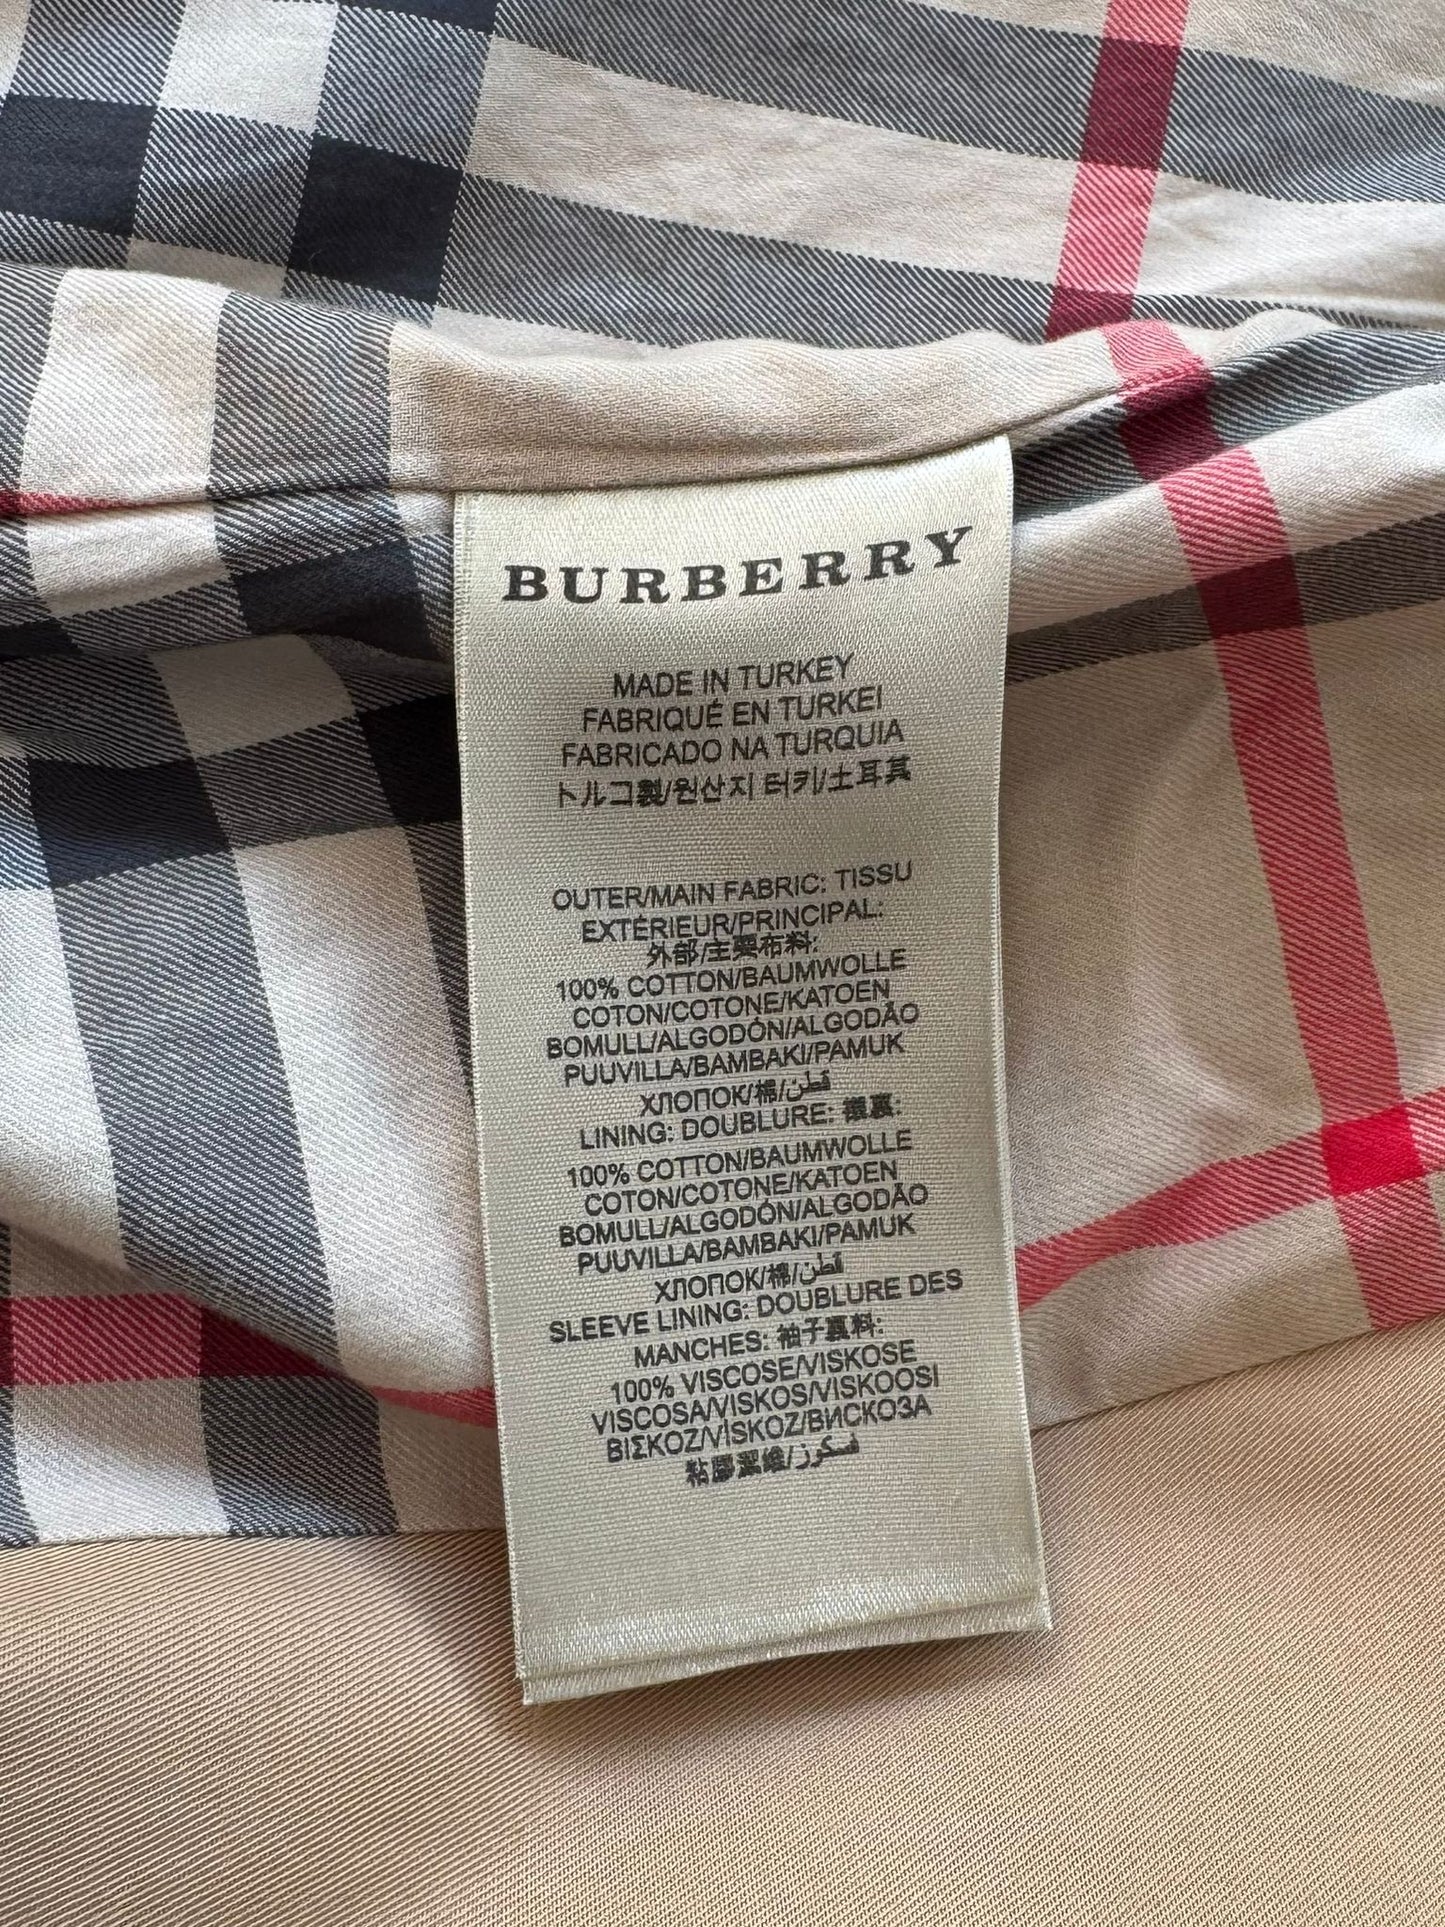 BURBERRY
MADE IN TURKEY
FABRIQUÉ EN TURKEI
FABRICADO NA TURQUIA
トルコ製/원산지 터키/土耳其
OUTER/MAIN FABRIC: TISSU
EXTÉRIEUR/PRINCIPAL:
外部/主要布料:
100% COTTON/BAUMWOLLE
COTON/COTONE/KATOEN
BOMULL/ALGODÓN/ALGODÃO
PUUVILLA/BAMBAKI/PAMUK
ХЛОПОК/棉/قطن
LINING: DOUBLURE: 裏:
100% COTTON/BAUMWOLLE
COTON/COTONE/KATOEN
BOMULL/ALGODÓN/ALGODÃO
PUUVILLA/BAMBAKI/PAMUK
ХЛОПОК/棉/قطن
SLEEVE LINING: DOUBLURE DES
MANCHES: 袖子裏料:
100% VISCOSE/VISKOSE
VISCOSA/VISKOS/VISKOOSI
ΒΙΣΚΟΖ/VİSKOZ/ВИСКОЗА
粘膠纖維/فسكوز